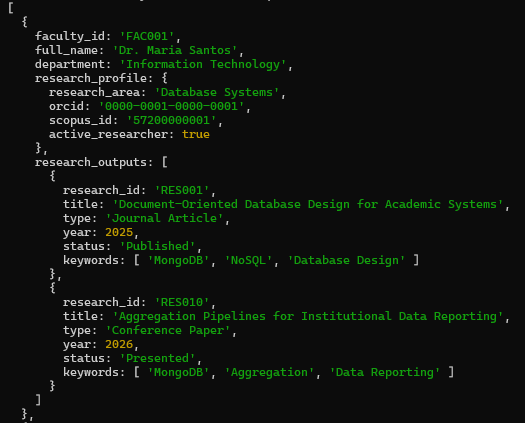 [
  {
    faculty_id: 'FAC001',
    full_name: 'Dr. Maria Santos',
    department: 'Information Technology',
    research_profile: {
      research_area: 'Database Systems',
      orcid: '0000-0001-0000-0001',
      scopus_id: '57200000001',
      active_researcher: true
    },
    research_outputs: [
      {
        research_id: 'RES001',
        title: 'Document-Oriented Database Design for Academic Systems',
        type: 'Journal Article',
        year: 2025,
        status: 'Published',
        keywords: [ 'MongoDB', 'NoSQL', 'Database Design' ]
      },
      {
        research_id: 'RES010',
        title: 'Aggregation Pipelines for Institutional Data Reporting',
        type: 'Conference Paper',
        year: 2026,
        status: 'Presented',
        keywords: [ 'MongoDB', 'Aggregation', 'Data Reporting' ]
      }
    ]
  },